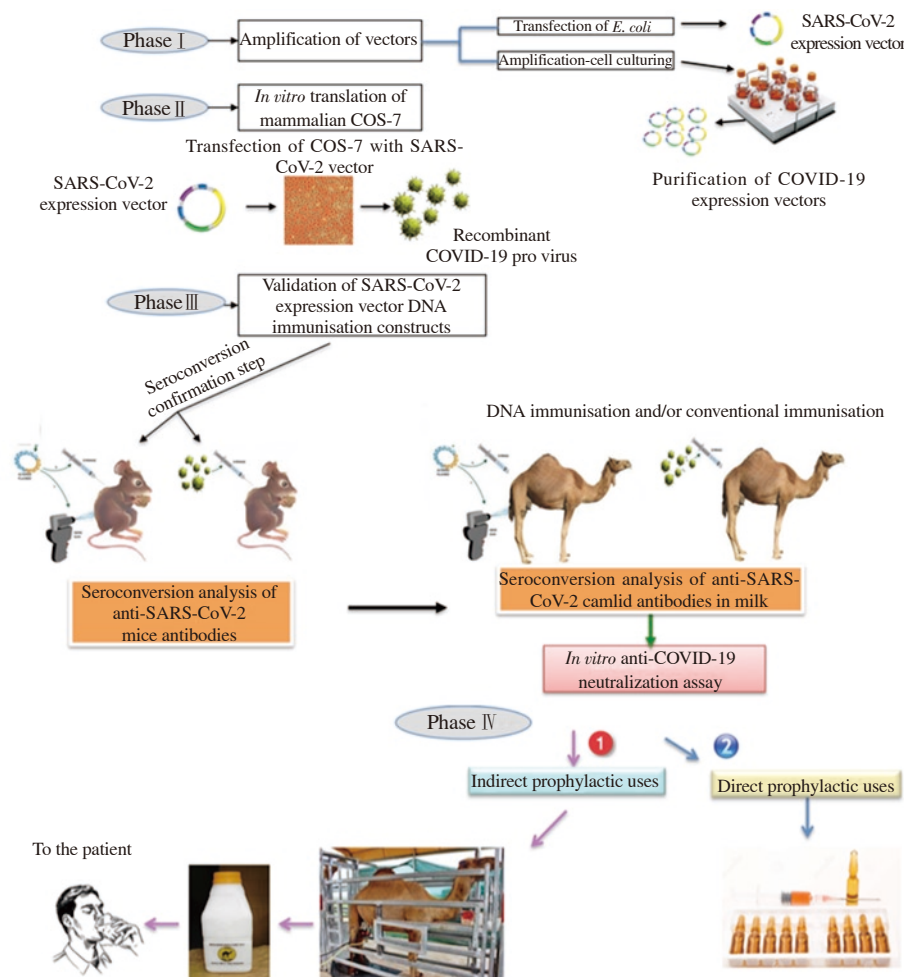 Phase Ⅰ
Amplification of vectors
Transfection of E. coli
Amplification-cell culturing
SARS-CoV-2
expression vector
Phase Ⅱ
In vitro translation of
mammalian COS-7
Purification of COVID-19
expression vectors
Transfection of COS-7 with SARS-
CoV-2 vector
SARS-CoV-2
expression vector
Recombinant
COVID-19 pro virus
Phase Ⅲ
Validation of SARS-CoV-2
expression vector DNA
immunisation constructs
Seroconversion
confirmation step
DNA immunisation and/or conventional immunisation
Seroconversion analysis of
anti-SARS-CoV-2
mice antibodies
Seroconversion analysis of anti-SARS-
CoV-2 camlid antibodies in milk
In vitro anti-COVID-19
neutralization assay
Phase Ⅳ
1
2
Indirect prophylactic uses
Direct prophylactic uses
To the patient